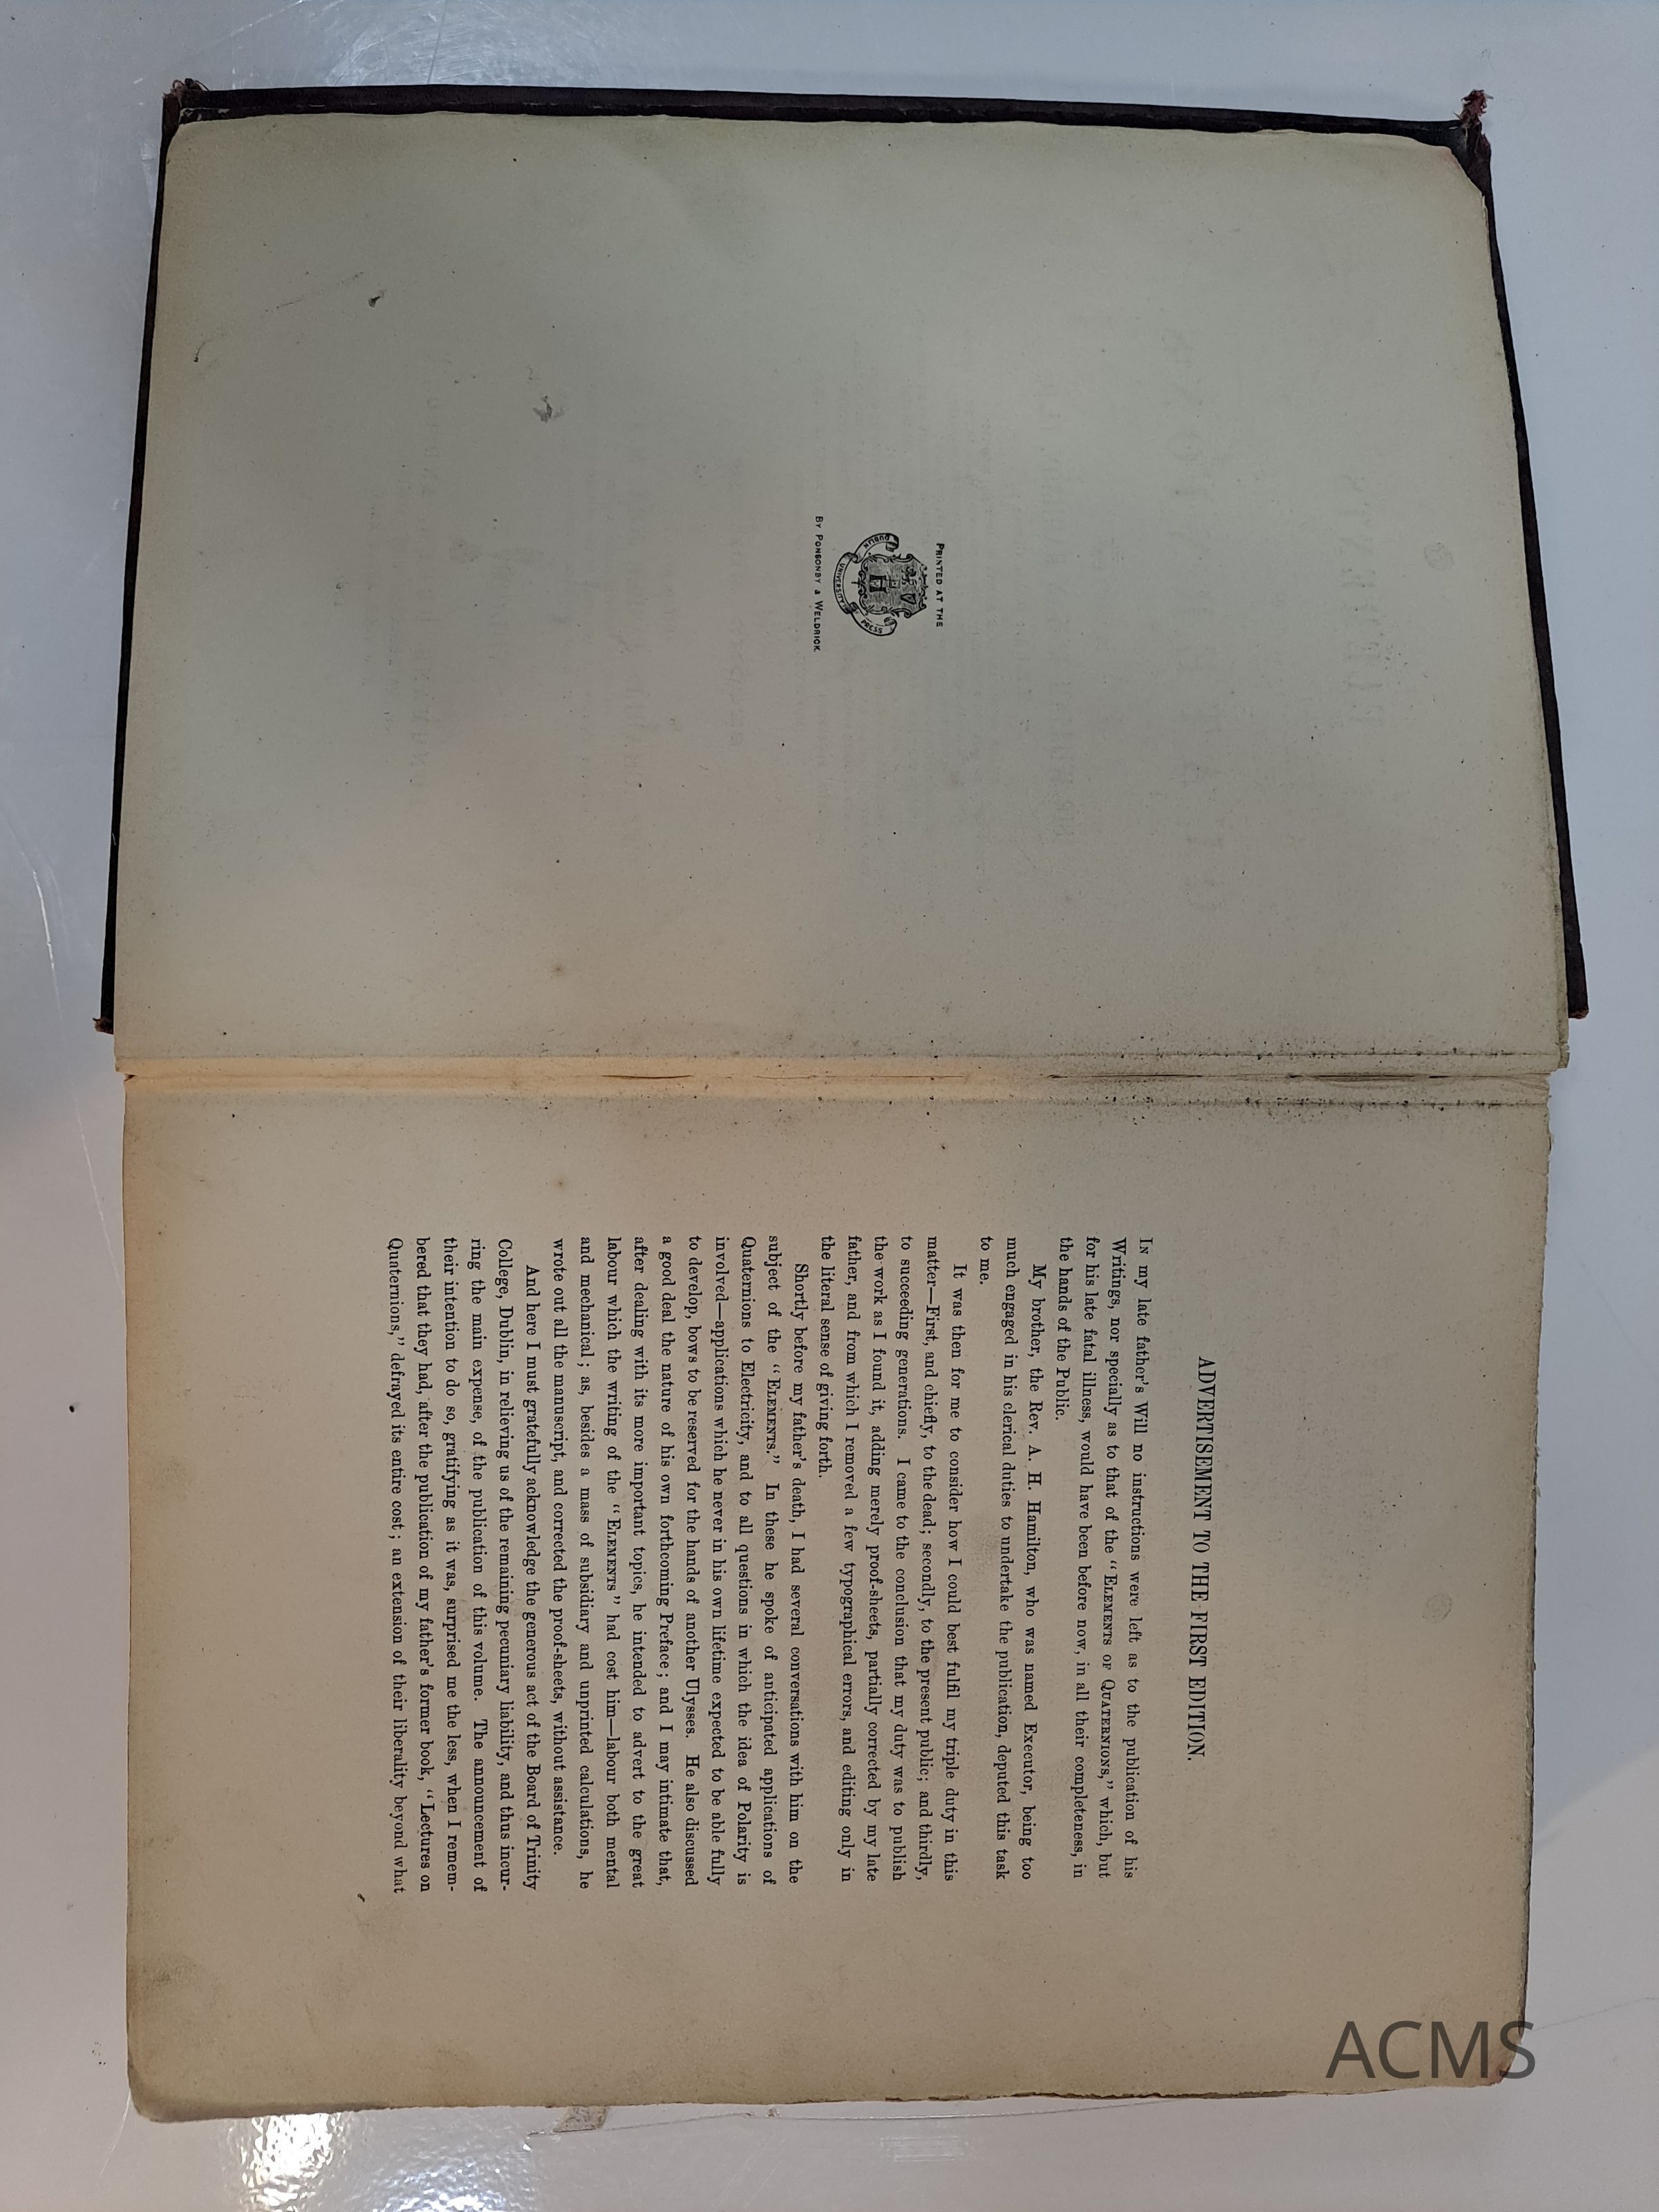 PRINTED AT THE
DUBLIN UNIVERSITY PRESS
BY PONSONBY & WELDRICK.
ADVERTISEMENT TO THE FIRST EDITION.
IN my late father's Will no instructions were left as to the publication of his
Writings, nor specially as to that of the “ELEMENTS OF QUATERNIONS,” which, but
for his late fatal illness, would have been before now, in all their completeness, in
the hands of the Public.
My brother, the Rev. A. H. Hamilton, who was named Executor, being too
much engaged in his clerical duties to undertake the publication, deputed this task
to me.
It was then for me to consider how I could best fulfil my triple duty in this
matter—First, and chiefly, to the dead; secondly, to the present public; and thirdly,
to succeeding generations. I came to the conclusion that my duty was to publish
the work as I found it, adding merely proof-sheets, partially corrected by my late
father, and from which I removed a few typographical errors, and editing only in
the literal sense of giving forth.
Shortly before my father's death, I had several conversations with him on the
subject of the “ELEMENTS.” In these he spoke of anticipated applications of
Quaternions to Electricity, and to all questions in which the idea of Polarity is
involved—applications which he never in his own lifetime expected to be able fully
to develop, bows to be reserved for the hands of another Ulysses. He also discussed
a good deal the nature of his own forthcoming Preface; and I may intimate that,
after dealing with its more important topics, he intended to advert to the great
labour which the writing of the “ELEMENTS” had cost him—labour both mental
and mechanical; as, besides a mass of subsidiary and unprinted calculations, he
wrote out all the manuscript, and corrected the proof-sheets, without assistance.
And here I must gratefully acknowledge the generous act of the Board of Trinity
College, Dublin, in relieving us of the remaining pecuniary liability, and thus incur-
ring the main expense, of the publication of this volume. The announcement of
their intention to do so, gratifying as it was, surprised me the less, when I remem-
bered that they had, after the publication of my father's former book, “Lectures on
Quaternions,” defrayed its entire cost; an extension of their liberality beyond what
ACMS